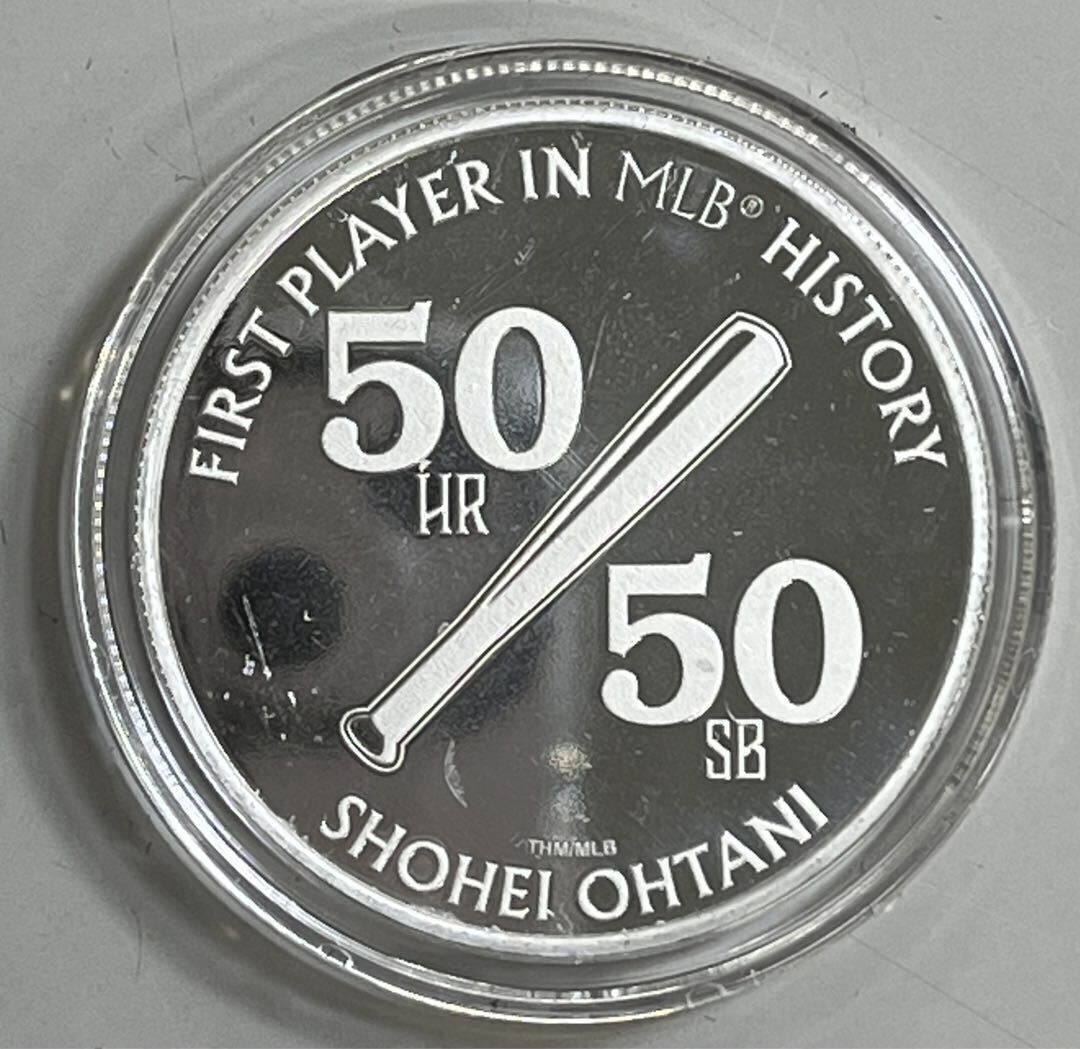 FIRST PLAYER IN MLB® HISTORY
50
HR
50
SB
THM/MLB
SHOHEI OHTANI